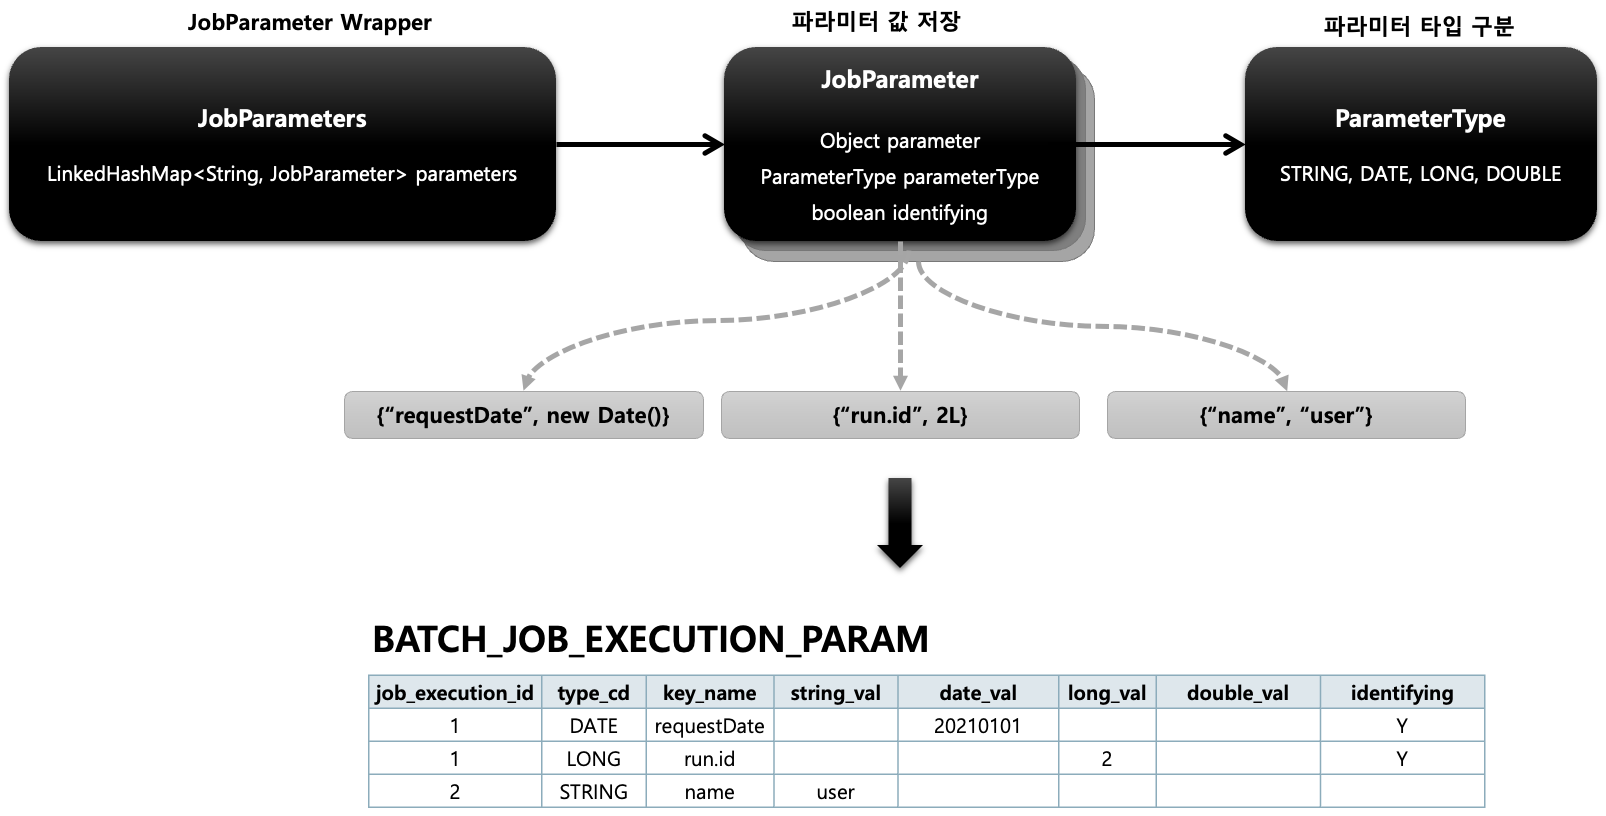 JobParameter Wrapper
파라미터 값 저장
파라미터 타입 구분
JobParameters
LinkedHashMap<String, JobParameter> parameters
JobParameter
Object parameter
ParameterType parameterType
boolean identifying
ParameterType
STRING, DATE, LONG, DOUBLE
{“requestDate”, new Date()}
{“run.id”, 2L}
{“name”, “user”}
BATCH_JOB_EXECUTION_PARAM
job_execution_id type_cd key_name string_val date_val long_val double_val identifying
1 DATE requestDate 20210101 Y
1 LONG run.id 2 Y
2 STRING name user